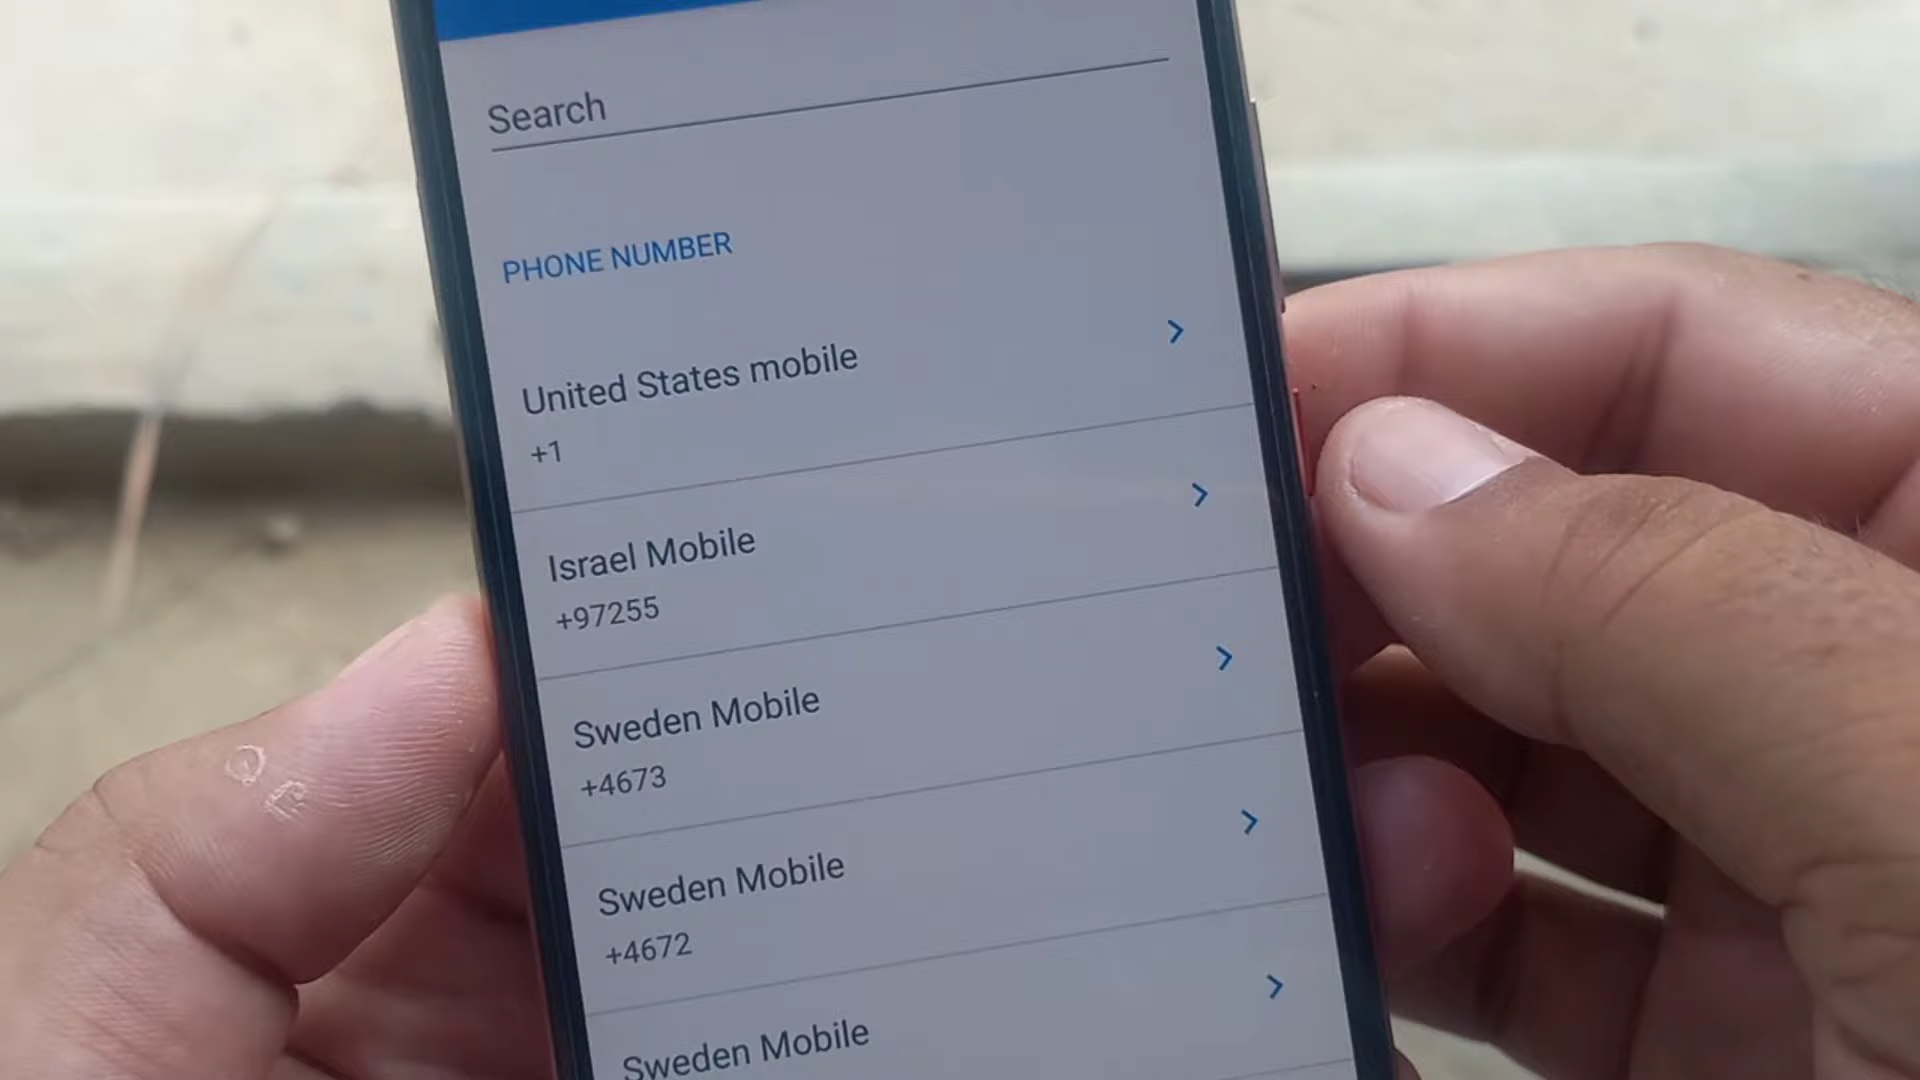 Search
PHONE NUMBER
United States mobile
+1
Israel Mobile
+97255
Sweden Mobile
+4673
Sweden Mobile
+4672
Sweden Mobile